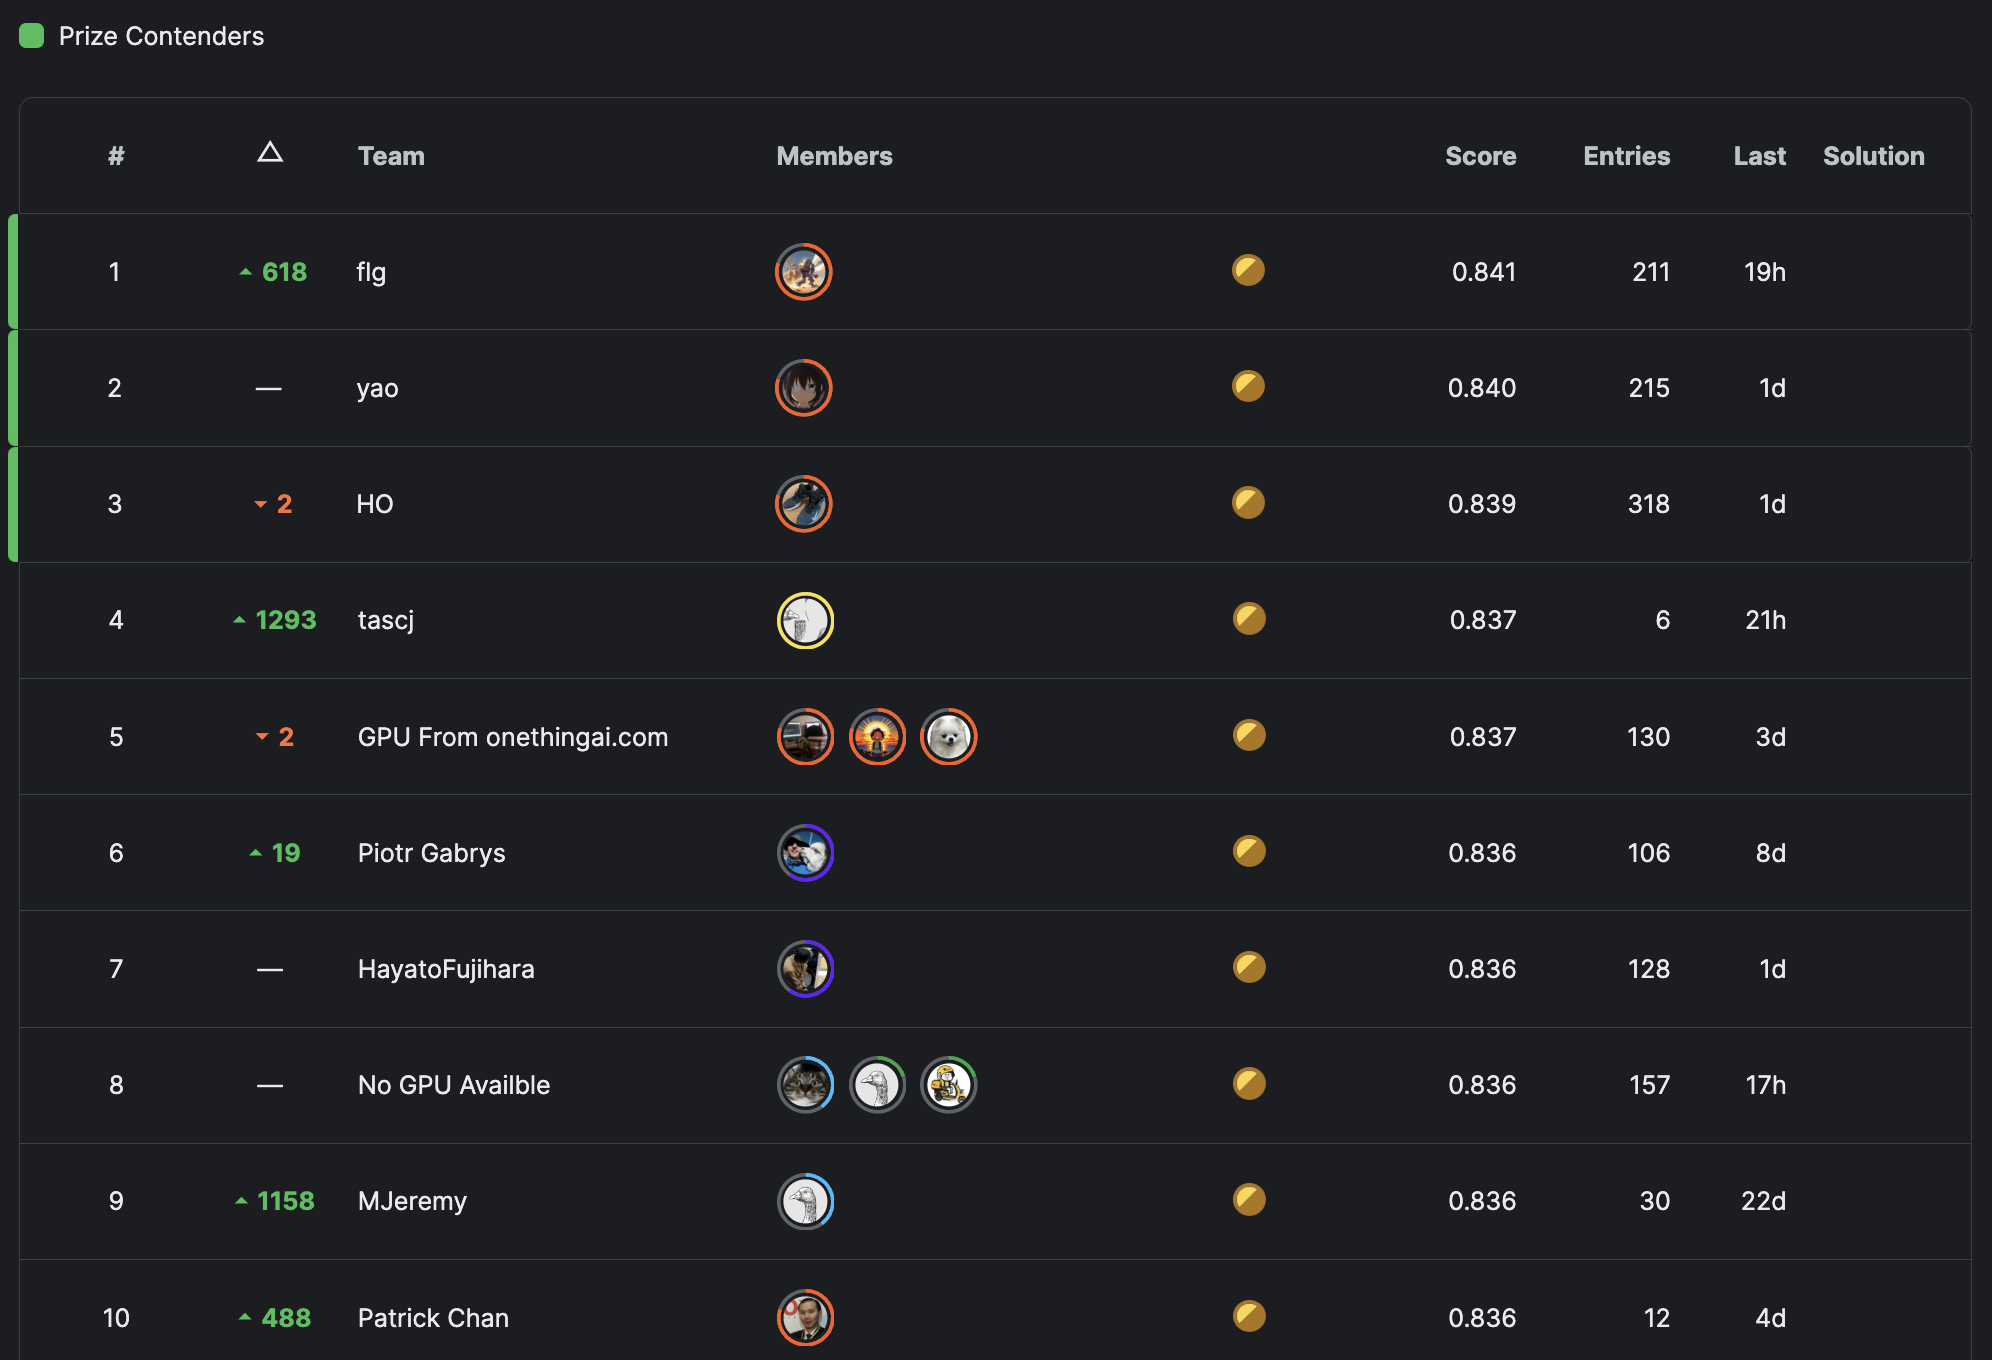 Prize Contenders
# △ Team Members Score Entries Last Solution
1 618 flg 0.841 211 19h
2 — yao 0.840 215 1d
3 2 HO 0.839 318 1d
4 1293 tascj 0.837 6 21h
5 2 GPU From onethingai.com 0.837 130 3d
6 19 Piotr Gabrys 0.836 106 8d
7 — HayatoFujihara 0.836 128 1d
8 — No GPU Availble 0.836 157 17h
9 1158 MJeremy 0.836 30 22d
10 488 Patrick Chan 0.836 12 4d